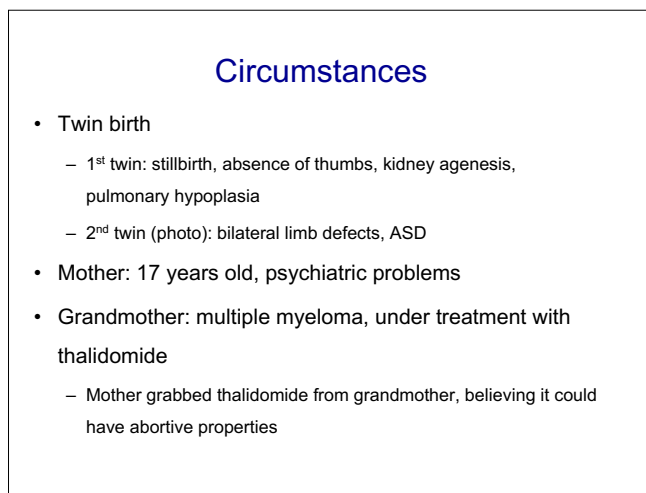 Circumstances
• Twin birth
– 1st twin: stillbirth, absence of thumbs, kidney agenesis,
pulmonary hypoplasia
– 2nd twin (photo): bilateral limb defects, ASD
• Mother: 17 years old, psychiatric problems
• Grandmother: multiple myeloma, under treatment with
thalidomide
– Mother grabbed thalidomide from grandmother, believing it could
have abortive properties